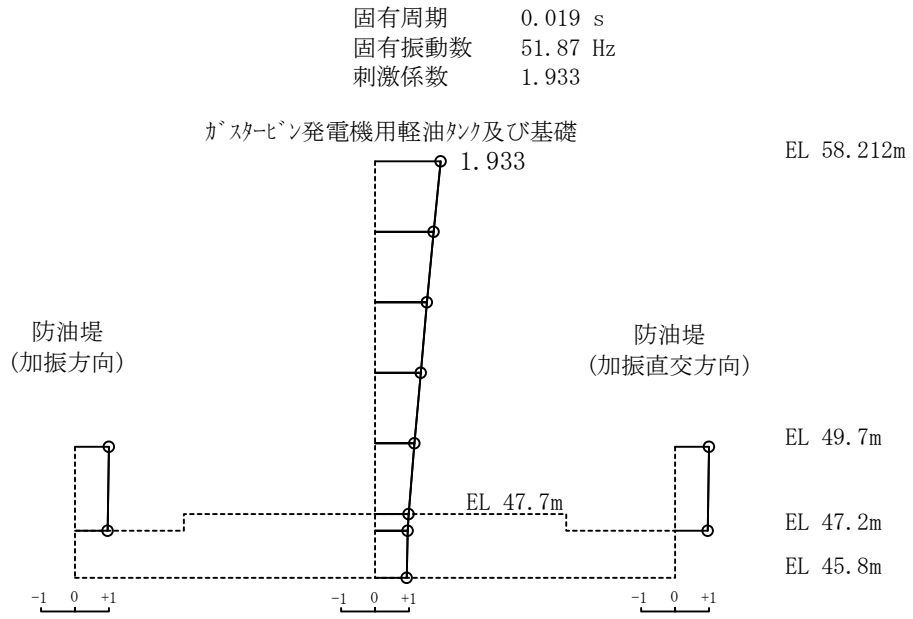 固有周期 0.019 s
固有振動数 51.87 Hz
刺激係数 1.933
ｶﾞｽﾀｰﾋﾞﾝ発電機用軽油ﾀﾝｸ及び基礎
1.933
EL 58.212m
防油堤
(加振方向)
防油堤
(加振直交方向)
EL 49.7m
EL 47.7m
EL 47.2m
EL 45.8m
-1 0 +1
-1 0 +1
-1 0 +1